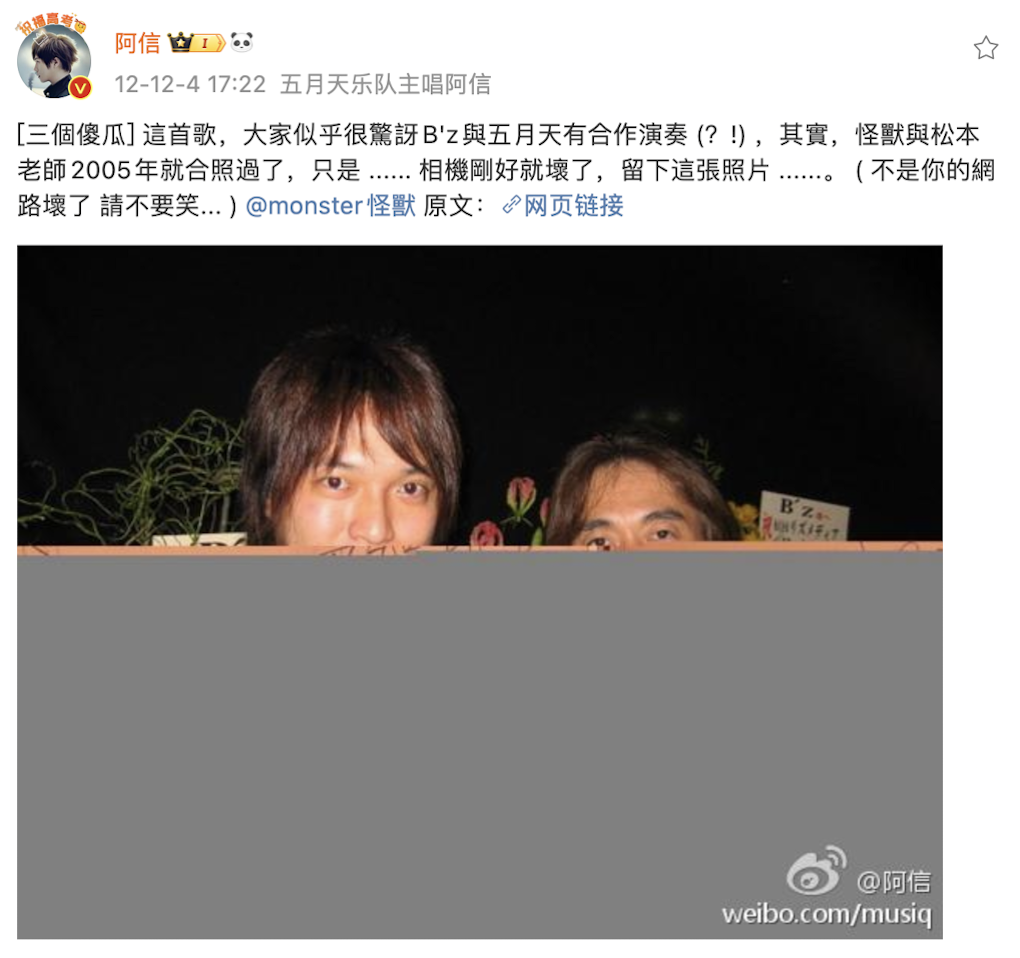 祝福高考
阿信 I
12-12-4 17:22 五月天乐队主唱阿信
[三個傻瓜] 這首歌，大家似乎很驚訝B'z與五月天有合作演奏 (？!) ，其實，怪獸與松本
老師2005年就合照過了，只是 ...... 相機剛好就壞了，留下這張照片 ......。 ( 不是你的網
路壞了 請不要笑... ) @monster怪獸 原文： 网页链接
B'z
@阿信
weibo.com/musiq